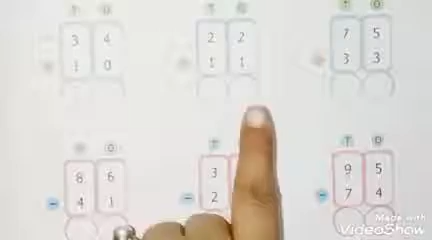 T O T O T O
3 4 2 2 7 5
1 0 1 1 3 3
O T T O
8 6 3 9 5
− 4 1 − 2 − 7 4
Made with
VideoShow